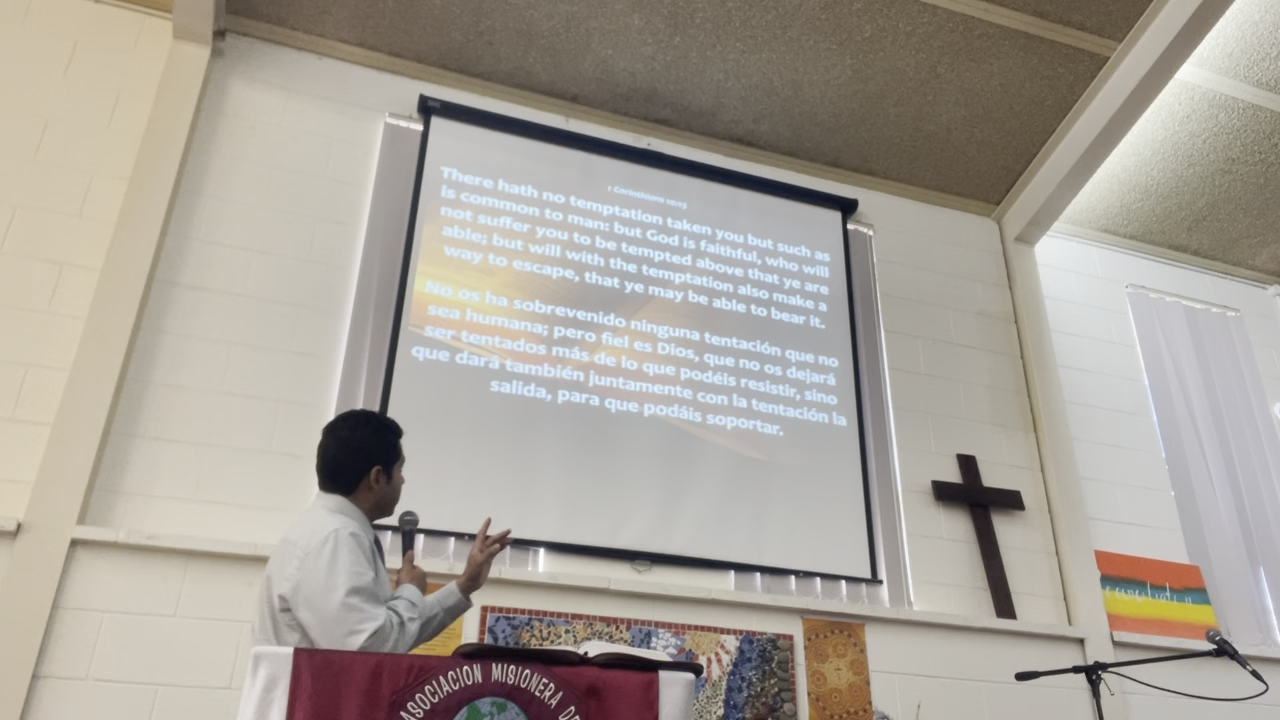 1 Corinthians 10:13
There hath no temptation taken you but such as
is common to man: but God is faithful, who will
not suffer you to be tempted above that ye are
able; but will with the temptation also make a
way to escape, that ye may be able to bear it.
No os ha sobrevenido ninguna tentación que no
sea humana; pero fiel es Dios, que no os dejará
ser tentados más de lo que podéis resistir, sino
que dará también juntamente con la tentación la
salida, para que podáis soportar.
ASOCIACION MISIONERA DE